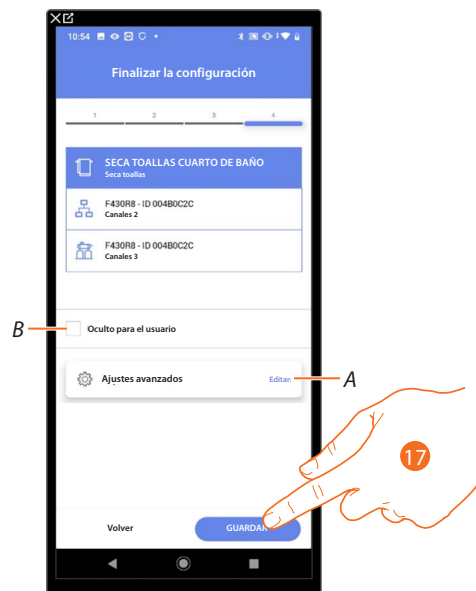 10:54
Finalizar la configuración
1 2 3 4
SECA TOALLAS CUARTO DE BAÑO
Seca toallas
F430R8 - ID 004B0C2C
Canales 2
F430R8 - ID 004B0C2C
Canales 3
B
Oculto para el usuario
Ajustes avanzados
Editar
A
17
Volver
GUARDAR